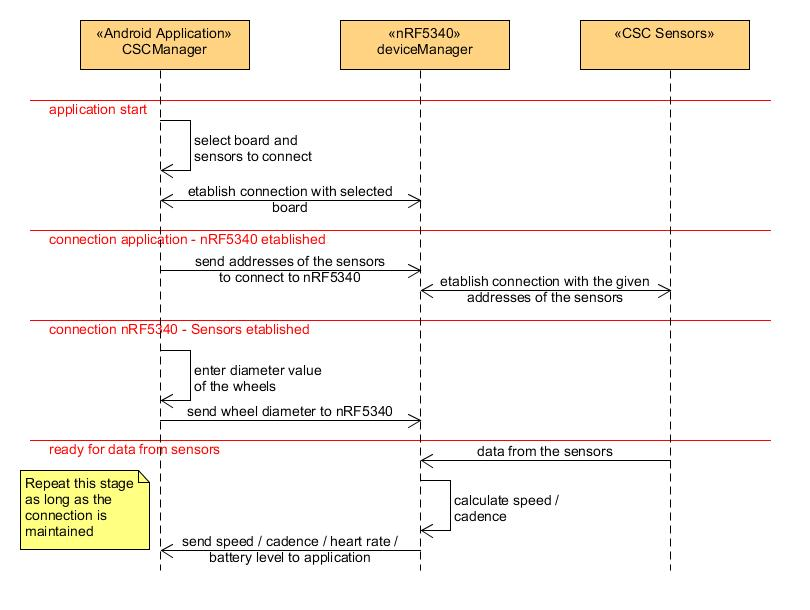 «Android Application»
CSCManager
«nRF5340»
deviceManager
«CSC Sensors»
application start
select board and
sensors to connect
etablish connection with selected
board
connection application - nRF5340 etablished
send addresses of the sensors
to connect to nRF5340
etablish connection with the given
addresses of the sensors
connection nRF5340 - Sensors etablished
enter diameter value
of the wheels
send wheel diameter to nRF5340
ready for data from sensors
data from the sensors
Repeat this stage
as long as the
connection is
maintained
calculate speed /
cadence
send speed / cadence / heart rate /
battery level to application